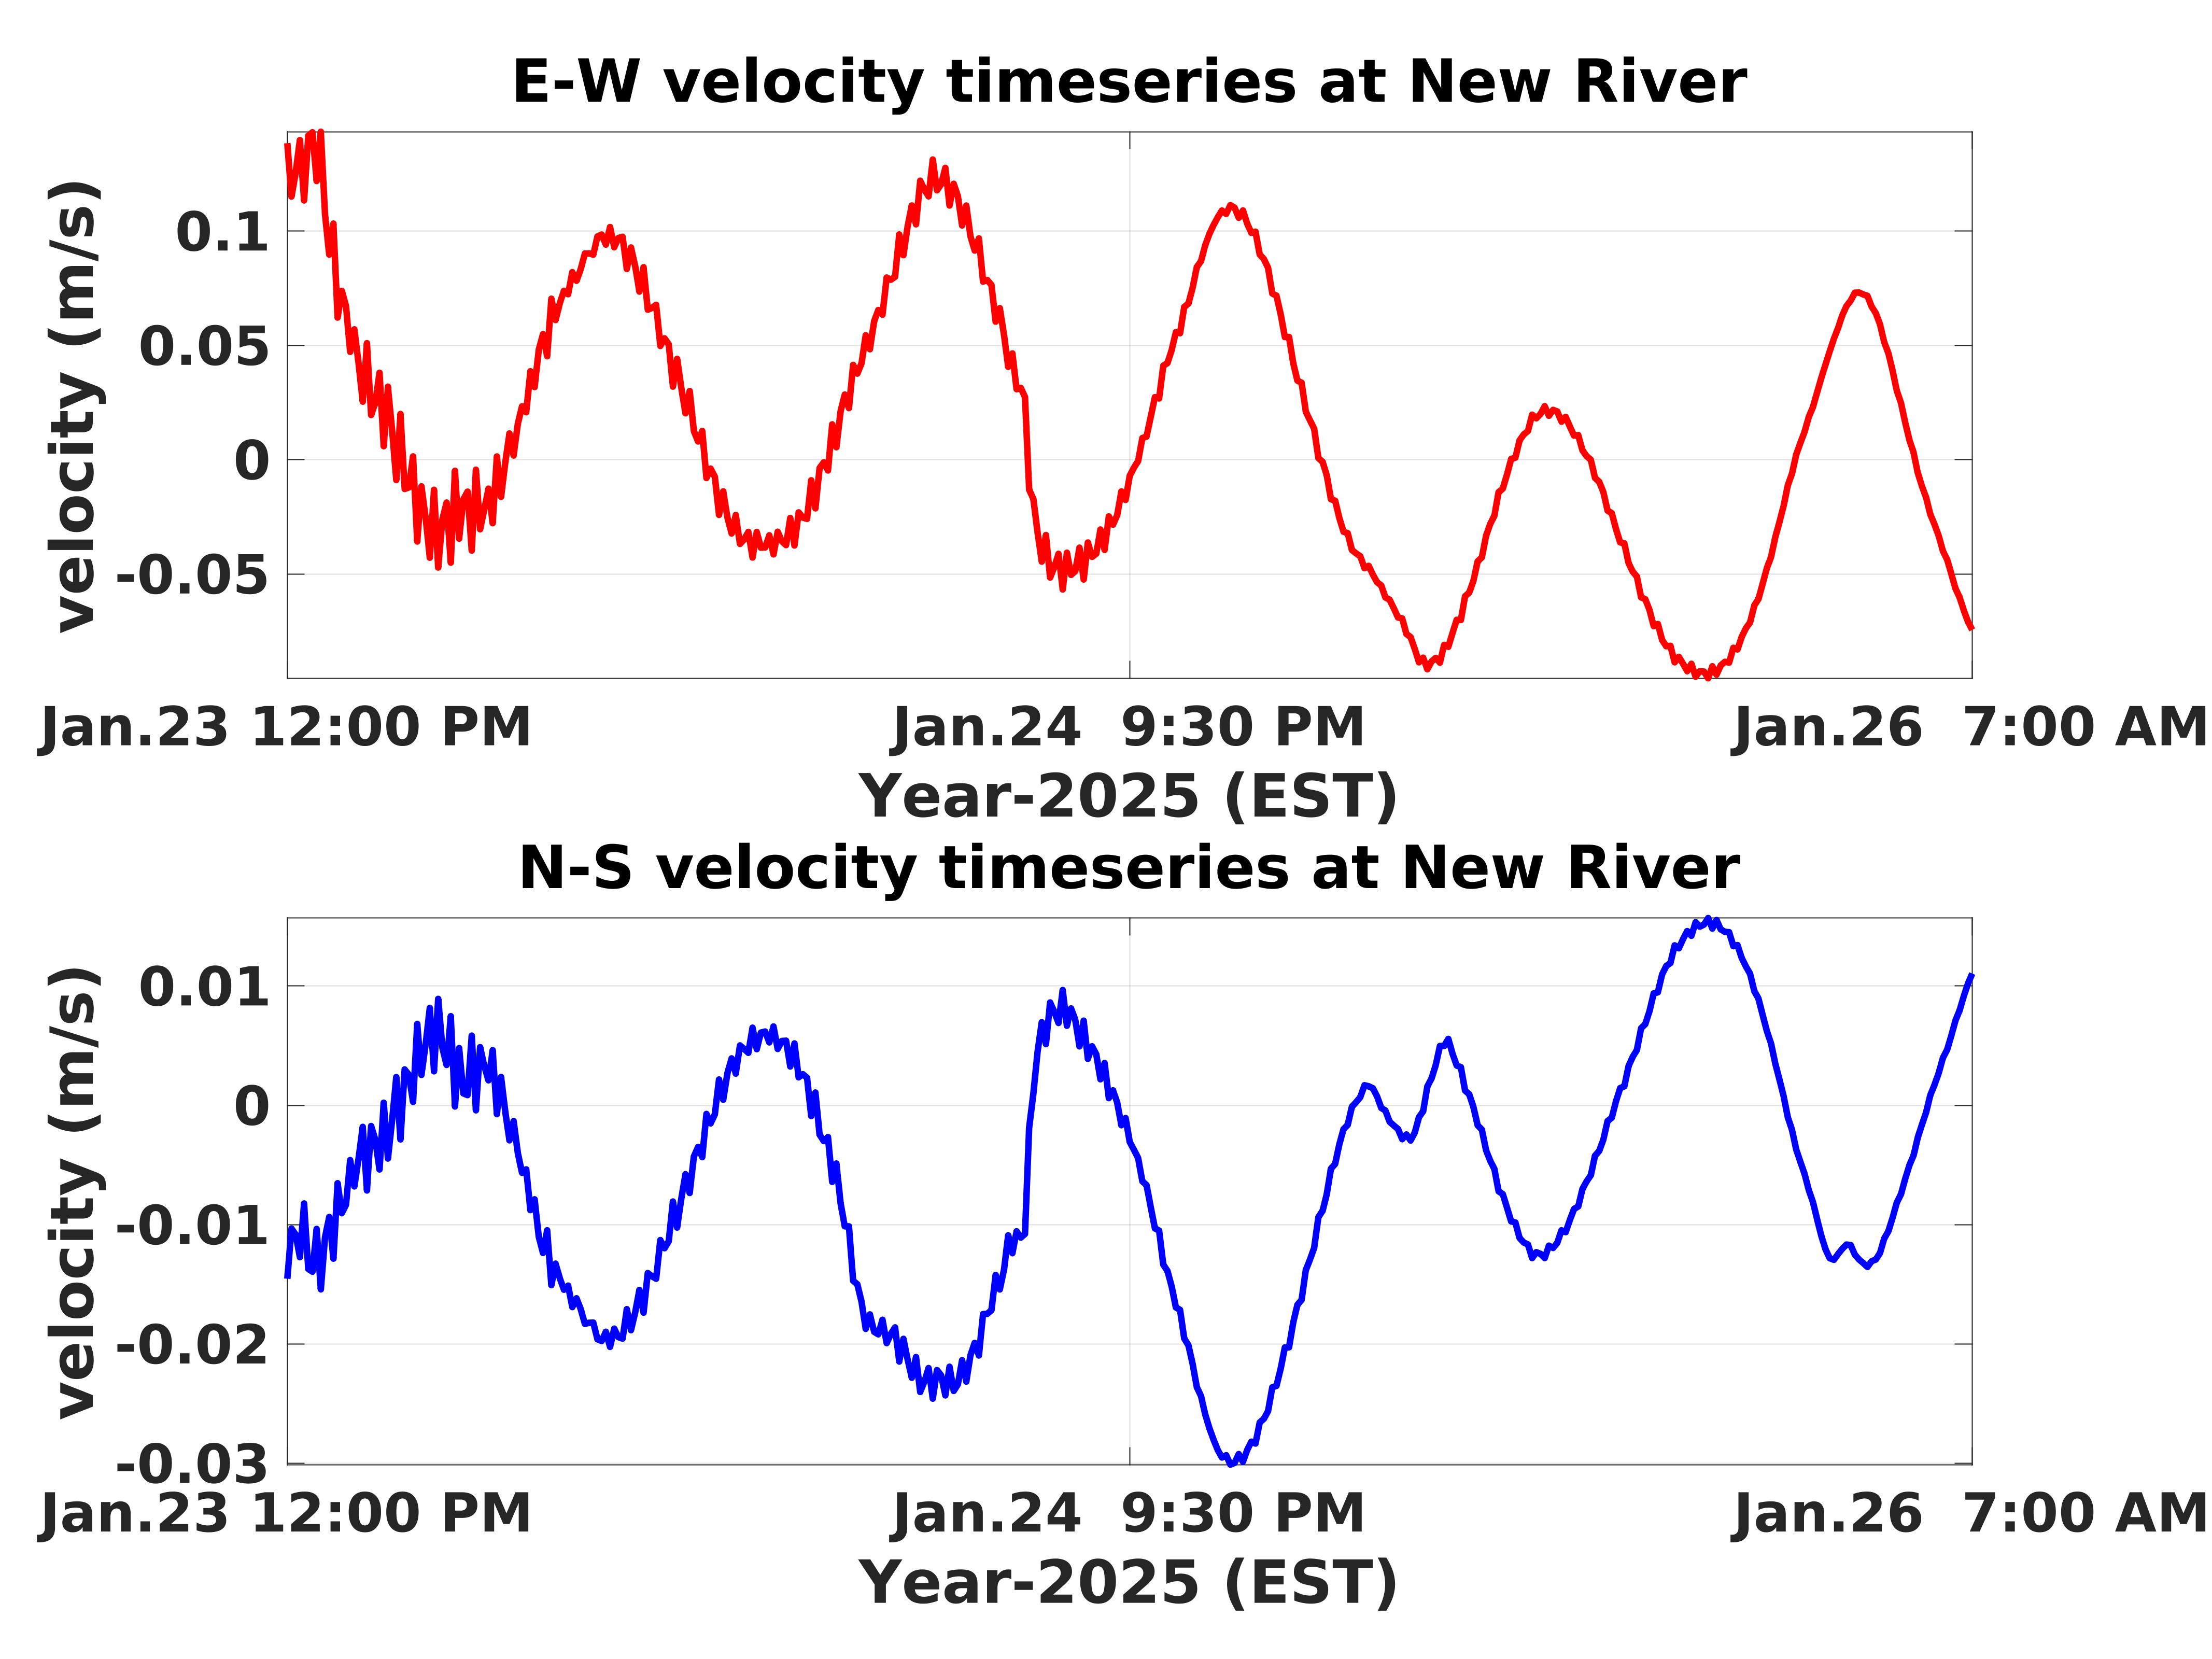 E-W velocity timeseries at New River
velocity (m/s)
0.1
0.05
0
-0.05
Jan.23 12:00 PM
Jan.24  9:30 PM
Jan.26  7:00 AM
Year-2025 (EST)
N-S velocity timeseries at New River
velocity (m/s)
0.01
0
-0.01
-0.02
-0.03
Jan.23 12:00 PM
Jan.24  9:30 PM
Jan.26  7:00 AM
Year-2025 (EST)